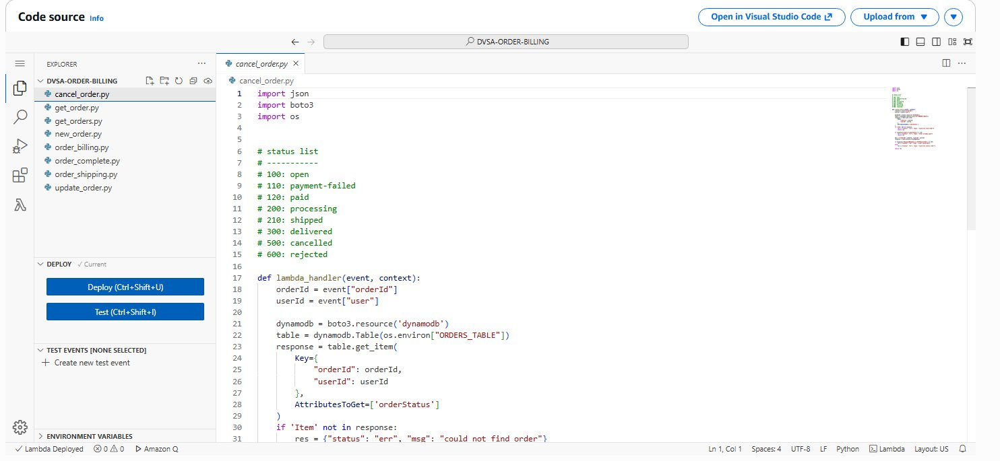 Code source Info
Open in Visual Studio Code
Upload from
DVSA-ORDER-BILLING
EXPLORER
DVSA-ORDER-BILLING
cancel_order.py
get_order.py
get_orders.py
new_order.py
order_billing.py
order_complete.py
order_shipping.py
update_order.py
DEPLOY ✓ Current
Deploy (Ctrl+Shift+U)
Test (Ctrl+Shift+I)
TEST EVENTS [NONE SELECTED]
+ Create new test event
ENVIRONMENT VARIABLES
cancel_order.py
cancel_order.py
1 import json
2 import boto3
3 import os
4
5
6 # status list
7 # -----------
8 # 100: open
9 # 110: payment-failed
10 # 120: paid
11 # 200: processing
12 # 210: shipped
13 # 300: delivered
14 # 500: cancelled
15 # 600: rejected
16
17 def lambda_handler(event, context):
18     orderId = event["orderId"]
19     userId = event["user"]
20
21     dynamodb = boto3.resource('dynamodb')
22     table = dynamodb.Table(os.environ["ORDERS_TABLE"])
23     response = table.get_item(
24         Key={
25             "orderId": orderId,
26             "userId": userId
27         },
28         AttributesToGet=['orderStatus']
29     )
30     if 'Item' not in response:
31         res = {"status": "err", "msg": "could not find order"}
Lambda Deployed 0 0 Amazon Q
Ln 1, Col 1 Spaces: 4 UTF-8 LF Python Lambda Layout: US